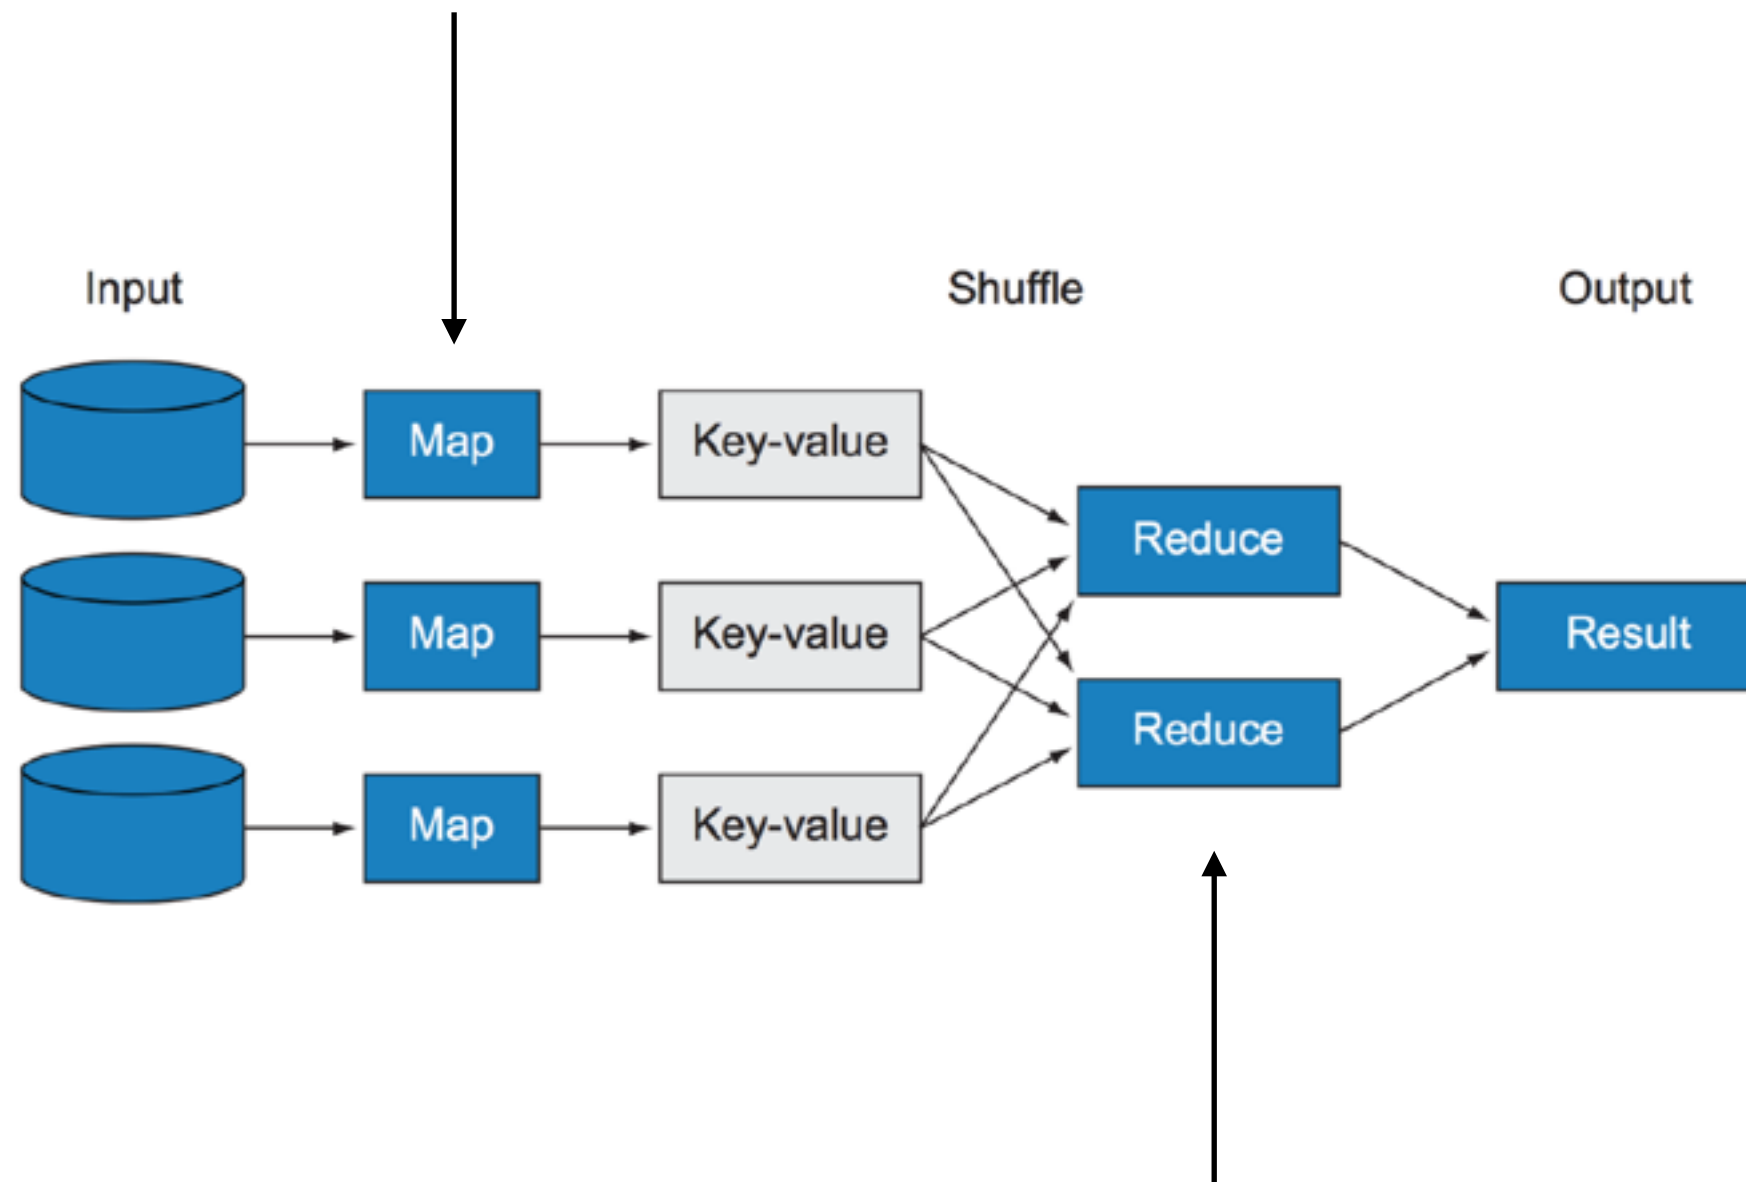 Input
Shuffle
Output
Map
Key-value
Reduce
Map
Key-value
Result
Reduce
Map
Key-value